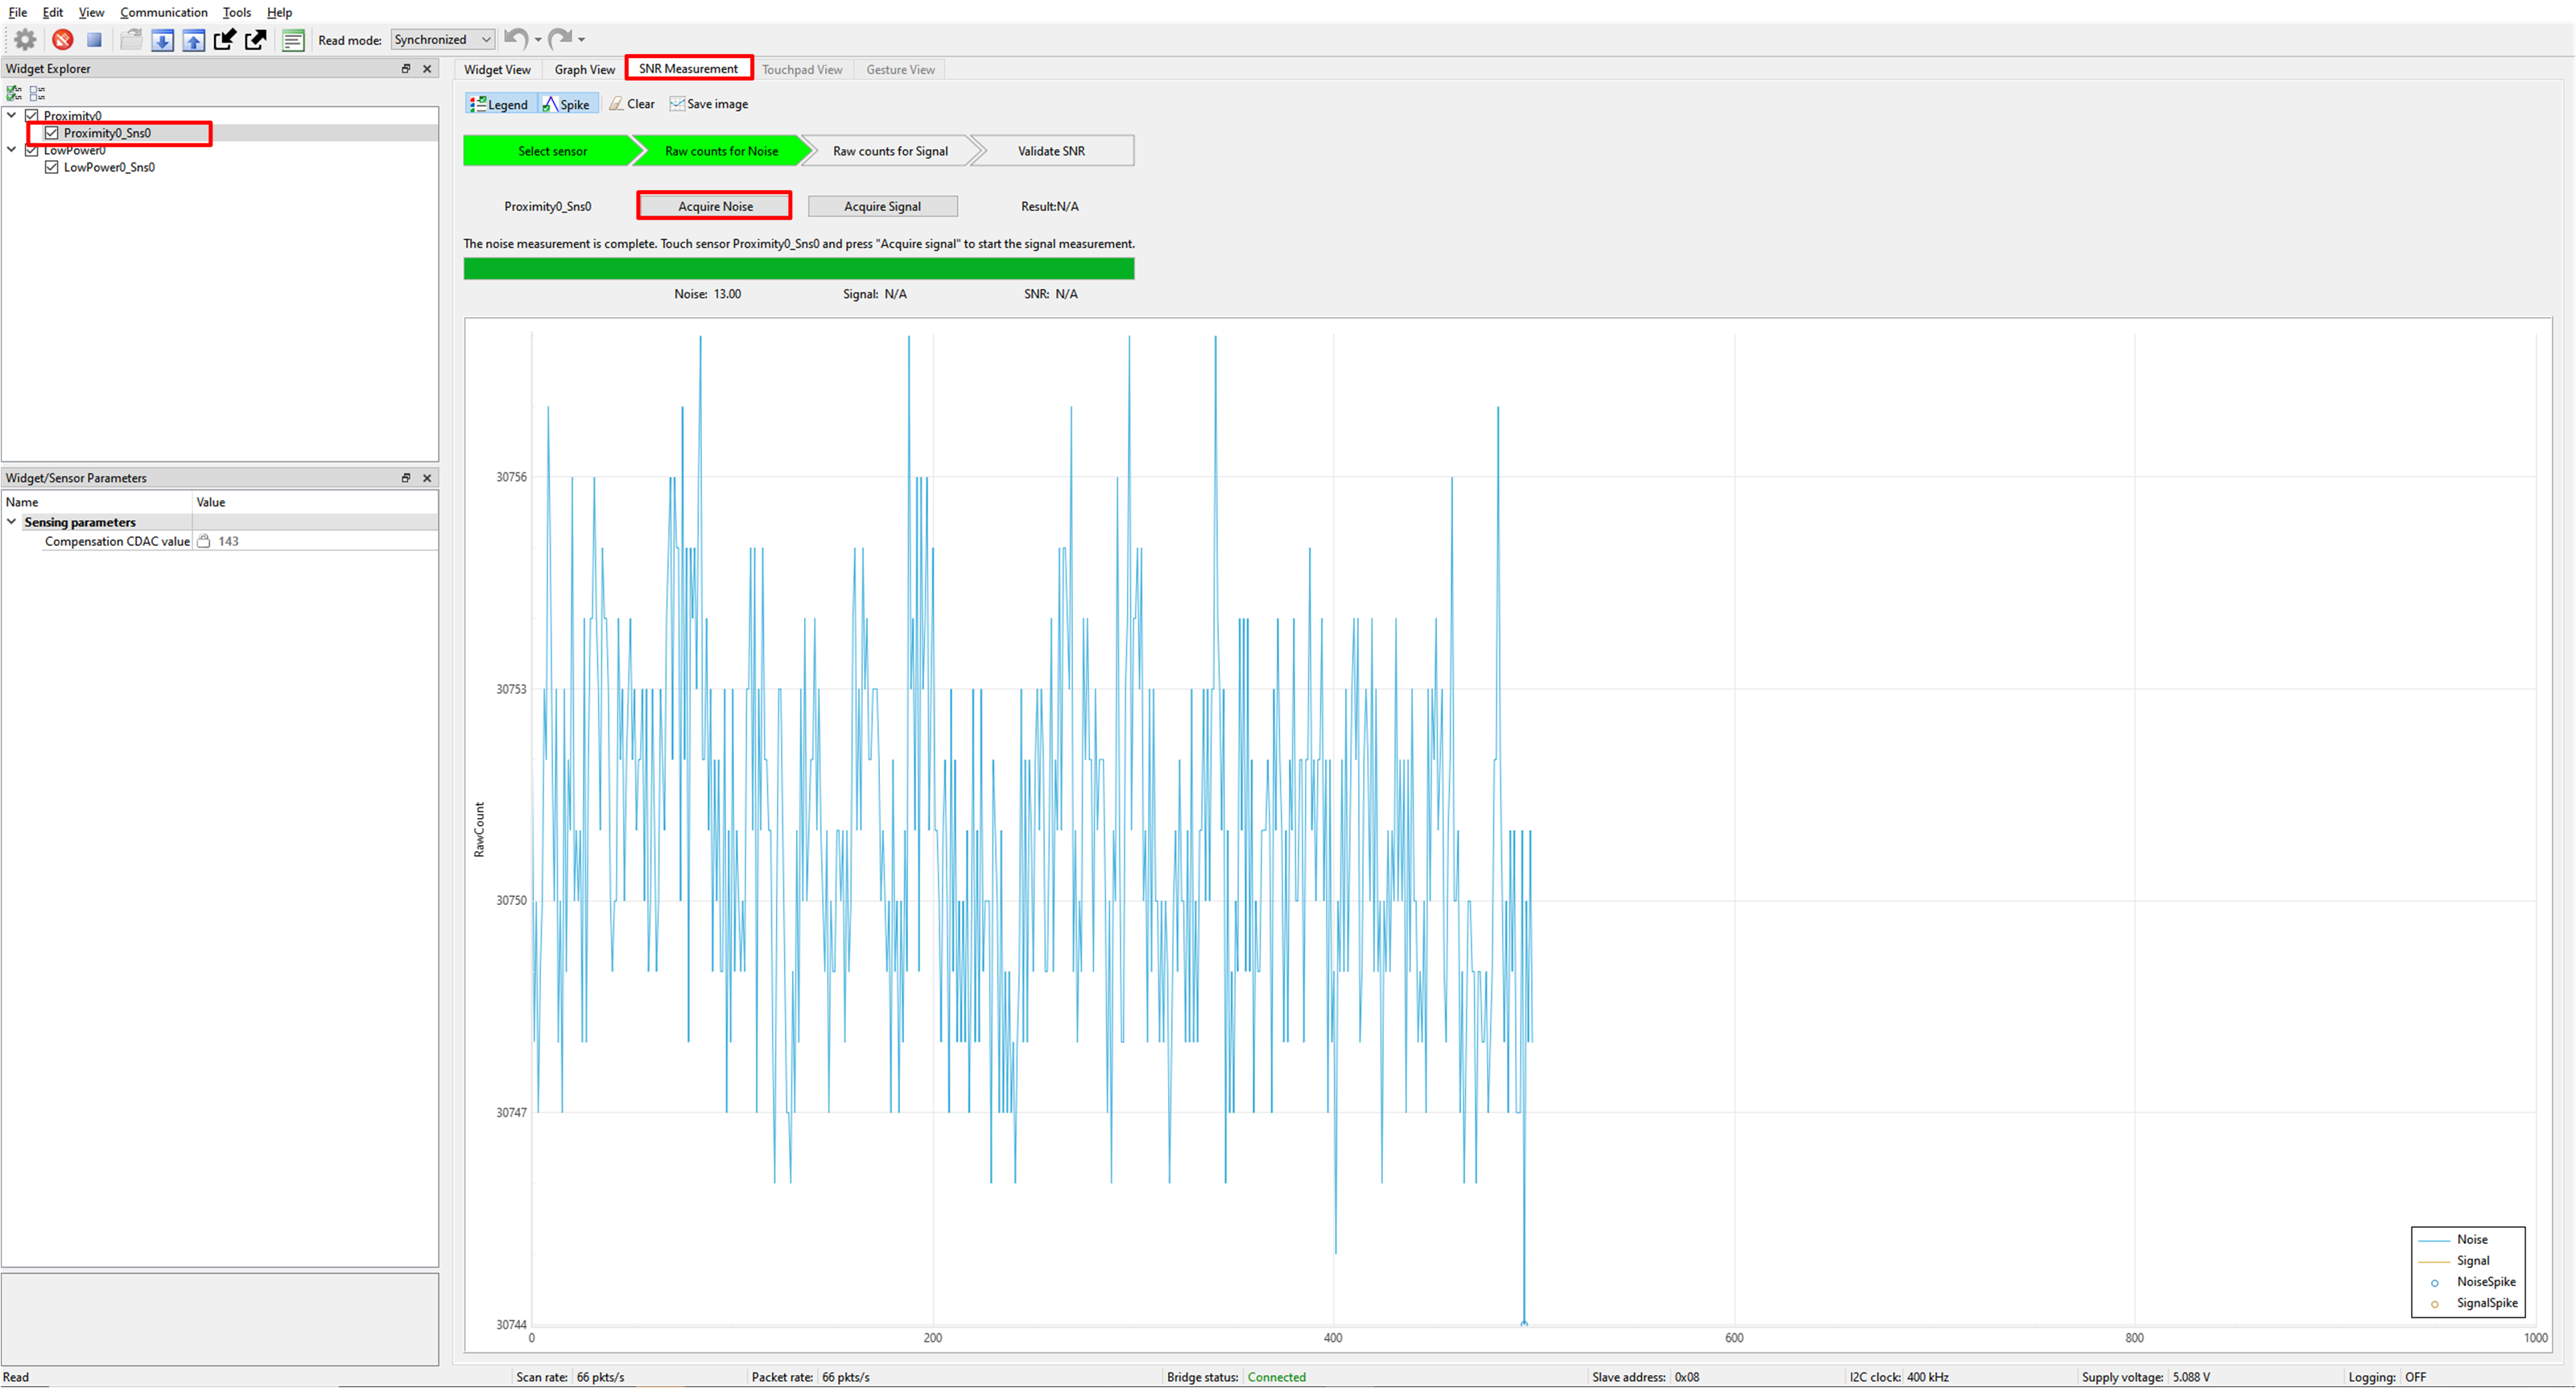 File Edit View Communication Tools Help
Read mode: Synchronized
Widget Explorer
Widget View Graph View SNR Measurement Touchpad View Gesture View
Legend Spike Clear Save image
Proximity0
Proximity0_Sns0
LowPower0
LowPower0_Sns0
Select sensor Raw counts for Noise Raw counts for Signal Validate SNR
Proximity0_Sns0 Acquire Noise Acquire Signal Result:N/A
The noise measurement is complete. Touch sensor Proximity0_Sns0 and press "Acquire signal" to start the signal measurement.
Noise: 13.00 Signal: N/A SNR: N/A
Widget/Sensor Parameters
Name Value
Sensing parameters
Compensation CDAC value 143
30756
30753
RawCount
30750
30747
30744
0 200 400 600 800 1000
Noise
Signal
NoiseSpike
SignalSpike
Read Scan rate: 66 pkts/s Packet rate: 66 pkts/s Bridge status: Connected Slave address: 0x08 I2C clock: 400 kHz Supply voltage: 5.088 V Logging: OFF